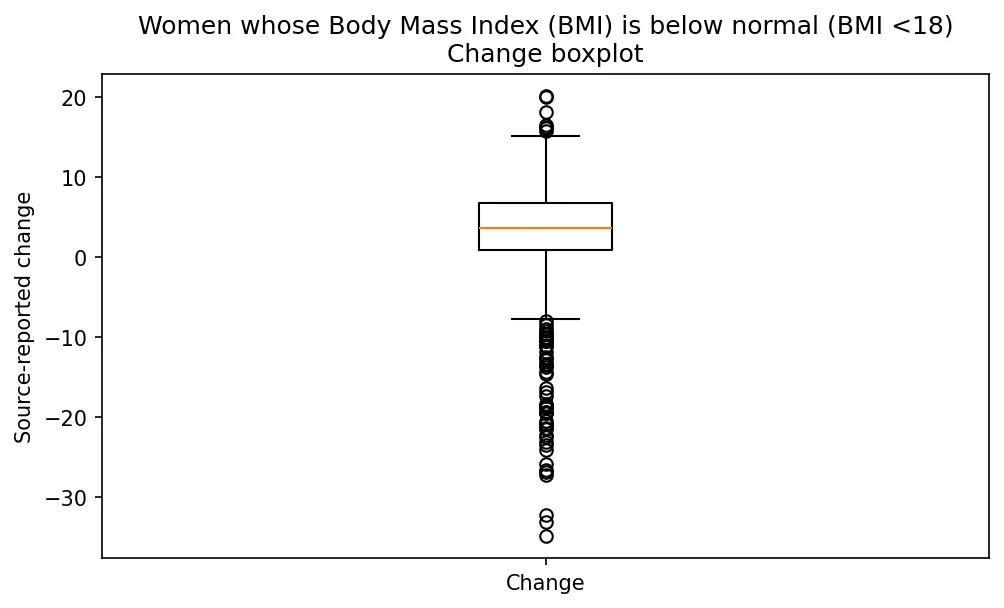 Women whose Body Mass Index (BMI) is below normal (BMI <18)
Change boxplot
Source-reported change
20
10
0
−10
−20
−30
Change